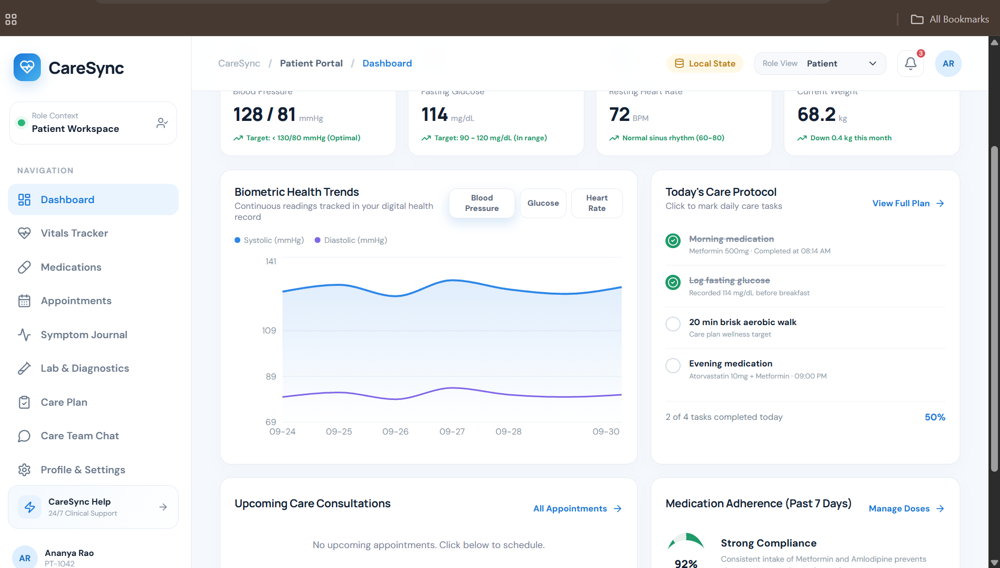 All Bookmarks
CareSync
CareSync / Patient Portal / Dashboard
Local State
Role View Patient
3
AR
Role Context
Patient Workspace
NAVIGATION
Dashboard
Vitals Tracker
Medications
Appointments
Symptom Journal
Lab & Diagnostics
Care Plan
Care Team Chat
Profile & Settings
CareSync Help
24/7 Clinical Support
AR
Ananya Rao
PT-1042
Blood Pressure
128 / 81 mmHg
Target: < 130/80 mmHg (Optimal)
Fasting Glucose
114 mg/dL
Target: 90 - 120 mg/dL (In range)
Resting Heart Rate
72 BPM
Normal sinus rhythm (60-80)
Current Weight
68.2 kg
Down 0.4 kg this month
Biometric Health Trends
Continuous readings tracked in your digital health
record
Blood
Pressure
Glucose
Heart
Rate
Systolic (mmHg) Diastolic (mmHg)
141
109
89
69
09-24 09-25 09-26 09-27 09-28 09-30
Today's Care Protocol
Click to mark daily care tasks
View Full Plan
Morning medication
Metformin 500mg · Completed at 08:14 AM
Log fasting glucose
Recorded 114 mg/dL before breakfast
20 min brisk aerobic walk
Care plan wellness target
Evening medication
Atorvastatin 10mg + Metformin · 09:00 PM
2 of 4 tasks completed today 50%
Upcoming Care Consultations
All Appointments
No upcoming appointments. Click below to schedule.
Medication Adherence (Past 7 Days)
Manage Doses
92%
Strong Compliance
Consistent intake of Metformin and Amlodipine prevents